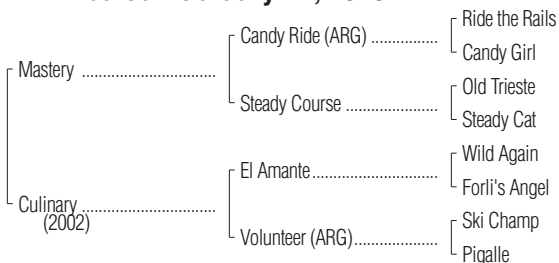 Ride the Rails
Candy Ride (ARG) ................
Candy Girl
Mastery ................................
Old Trieste
Steady Course ......................
Steady Cat
Wild Again
El Amante..............................
Forli's Angel
Culinary ................................
(2002)
Ski Champ
Volunteer (ARG)....................
Pigalle